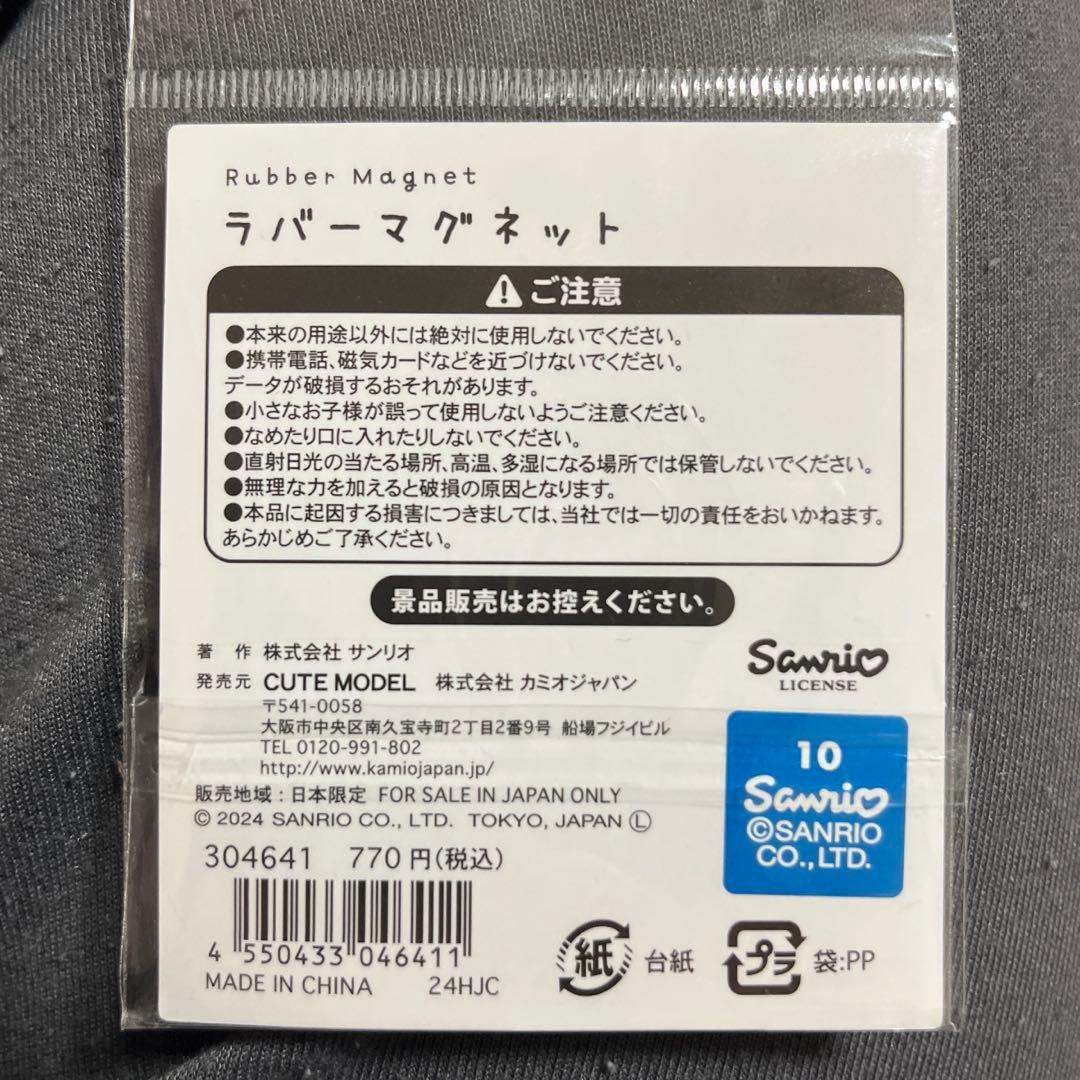 Rubber Magnet
ラバーマグネット
ご注意
●本来の用途以外には絶対に使用しないでください。
●携帯電話、磁気カードなどを近づけないでください。
データが破損するおそれがあります。
●小さなお子様が誤って使用しないようご注意ください。
●なめたり口に入れたりしないでください。
●直射日光の当たる場所、高温、多湿になる場所では保管しないでください。
●無理な力を加えると破損の原因となります。
●本品に起因する損害につきましては、当社では一切の責任をおいかねます。
あらかじめご了承ください。
景品販売はお控えください。
著 作 株式会社 サンリオ
発売元 CUTE MODEL 株式会社 カミオジャパン
〒541-0058
大阪市中央区南久宝寺町2丁目2番9号 船場フジイビル
TEL 0120-991-802
http://www.kamiojapan.jp/
販売地域:日本限定 FOR SALE IN JAPAN ONLY
© 2024 SANRIO CO., LTD. TOKYO, JAPAN Ⓛ
Sanrio
LICENSE
10
Sanrio
©SANRIO
CO.,LTD.
304641 770円(税込)
4 550433 046411
MADE IN CHINA 24HJC
紙 台紙
プラ 袋:PP